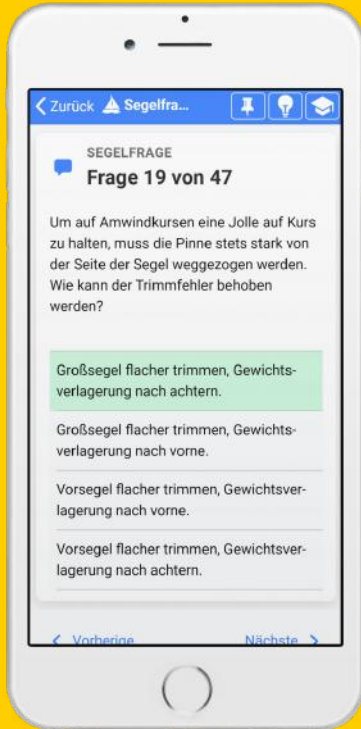 Zurück Segelfra...
SEGELFRAGE
Frage 19 von 47
Um auf Amwindkursen eine Jolle auf Kurs
zu halten, muss die Pinne stets stark von
der Seite der Segel weggezogen werden.
Wie kann der Trimmfehler behoben
werden?
Großsegel flacher trimmen, Gewichts-
verlagerung nach achtern.
Großsegel flacher trimmen, Gewichts-
verlagerung nach vorne.
Vorsegel flacher trimmen, Gewichtsver-
lagerung nach vorne.
Vorsegel flacher trimmen, Gewichtsver-
lagerung nach achtern.
Vorherige Nächste